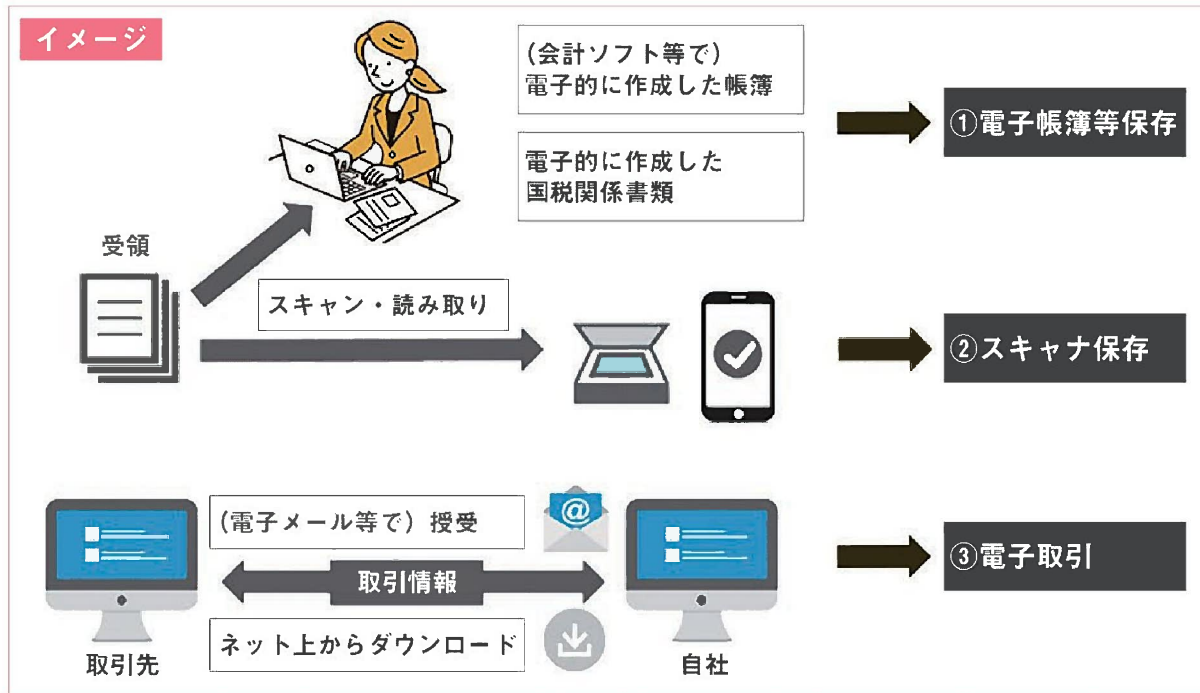 イメージ
(会計ソフト等で)
電子的に作成した帳簿
①電子帳簿等保存
電子的に作成した
国税関係書類
受領
スキャン・読み取り
②スキャナ保存
(電子メール等で)授受
@
取引情報
③電子取引
ネット上からダウンロード
取引先
自社